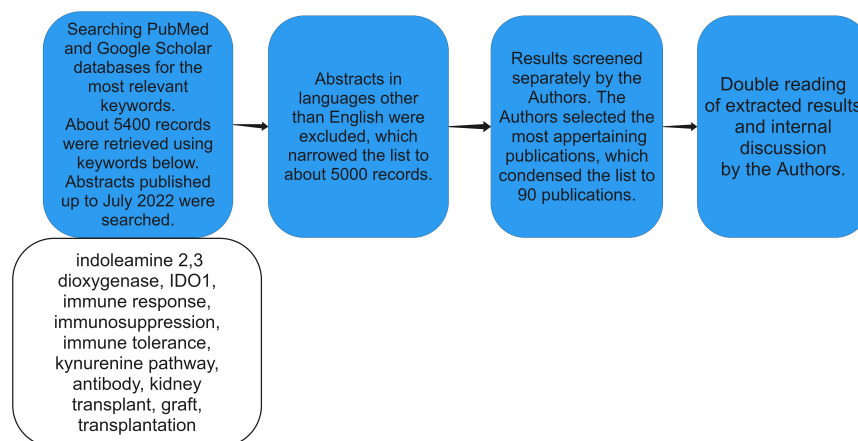 Searching PubMed
and Google Scholar
databases for the
most relevant
keywords.
About 5400 records
were retrieved using
keywords below.
Abstracts published
up to July 2022 were
searched.
indoleamine 2,3
dioxygenase, IDO1,
immune response,
immunosuppression,
immune tolerance,
kynurenine pathway,
antibody, kidney
transplant, graft,
transplantation
Abstracts in
languages other
than English were
excluded, which
narrowed the list to
about 5000 records.
Results screened
separately by the
Authors. The
Authors selected the
most appertaining
publications, which
condensed the list to
90 publications.
Double reading
of extracted results
and internal
discussion
by the Authors.